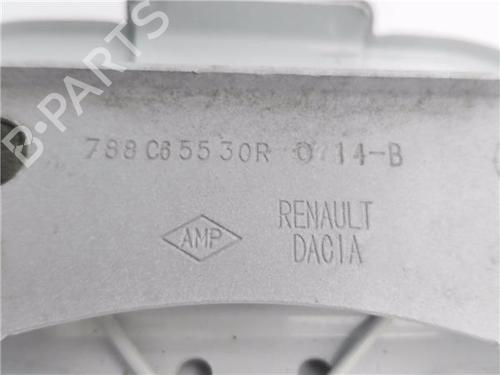 788C65530R 0/14-B
AMP
RENAULT
DACIA
B-PARTS